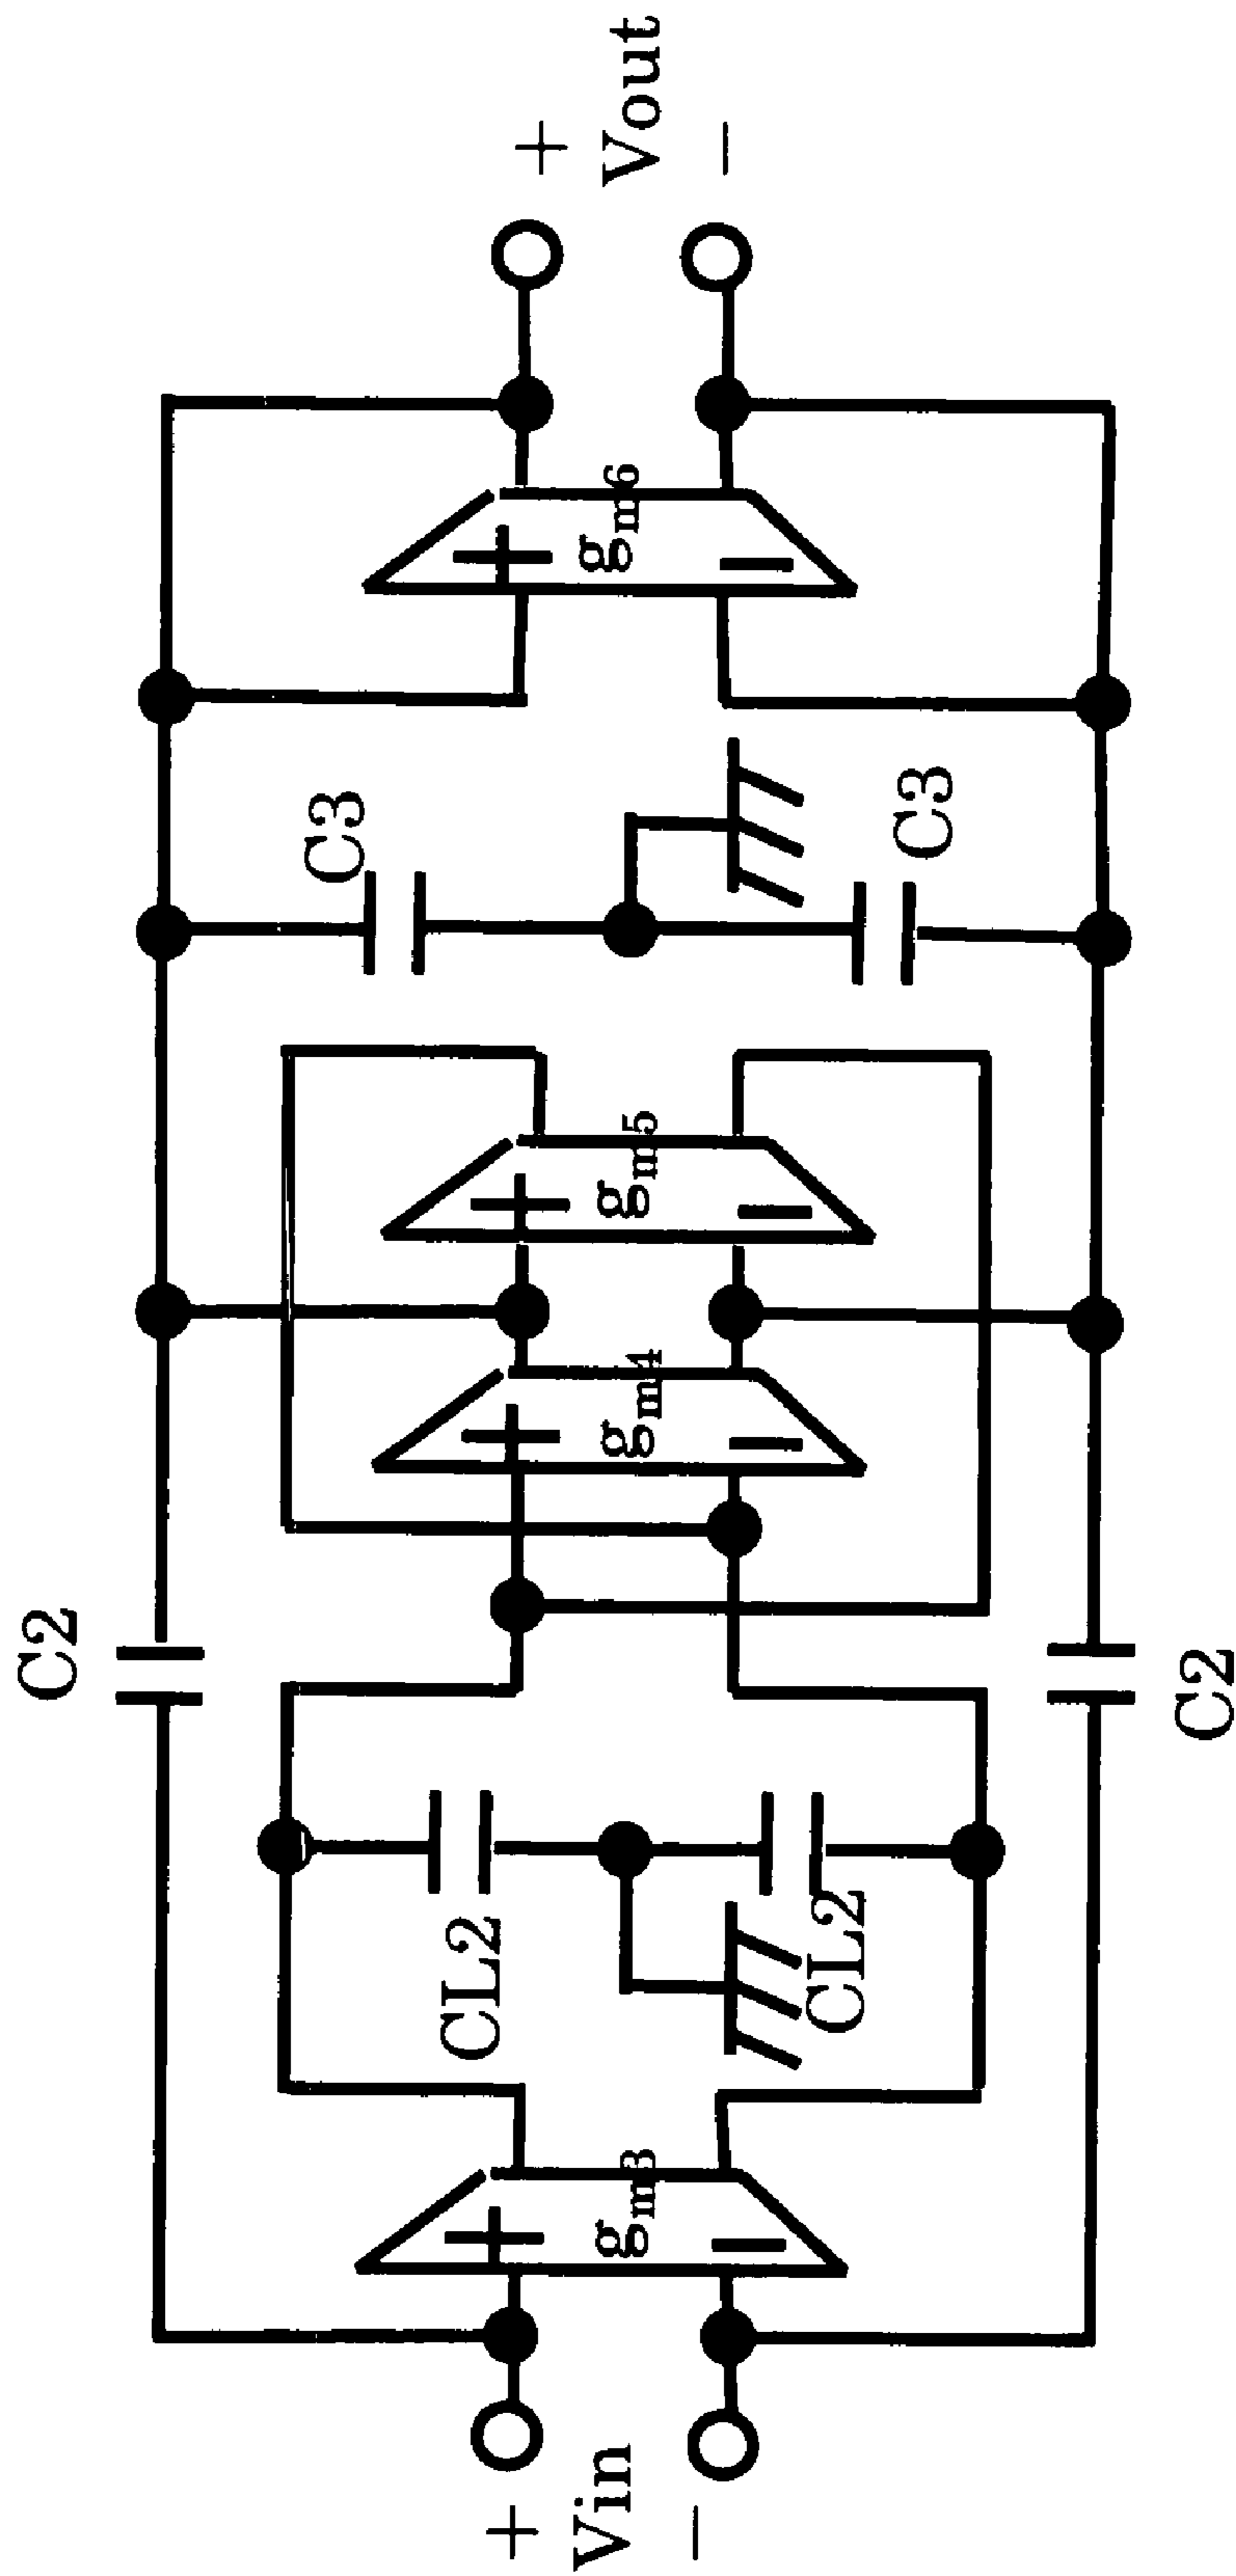 C2
+
Vin
−
+
gm3
−
CL2
CL2
+
gm4
−
+
gm5
−
C3
C3
+
gm6
−
+
Vout
−
C2